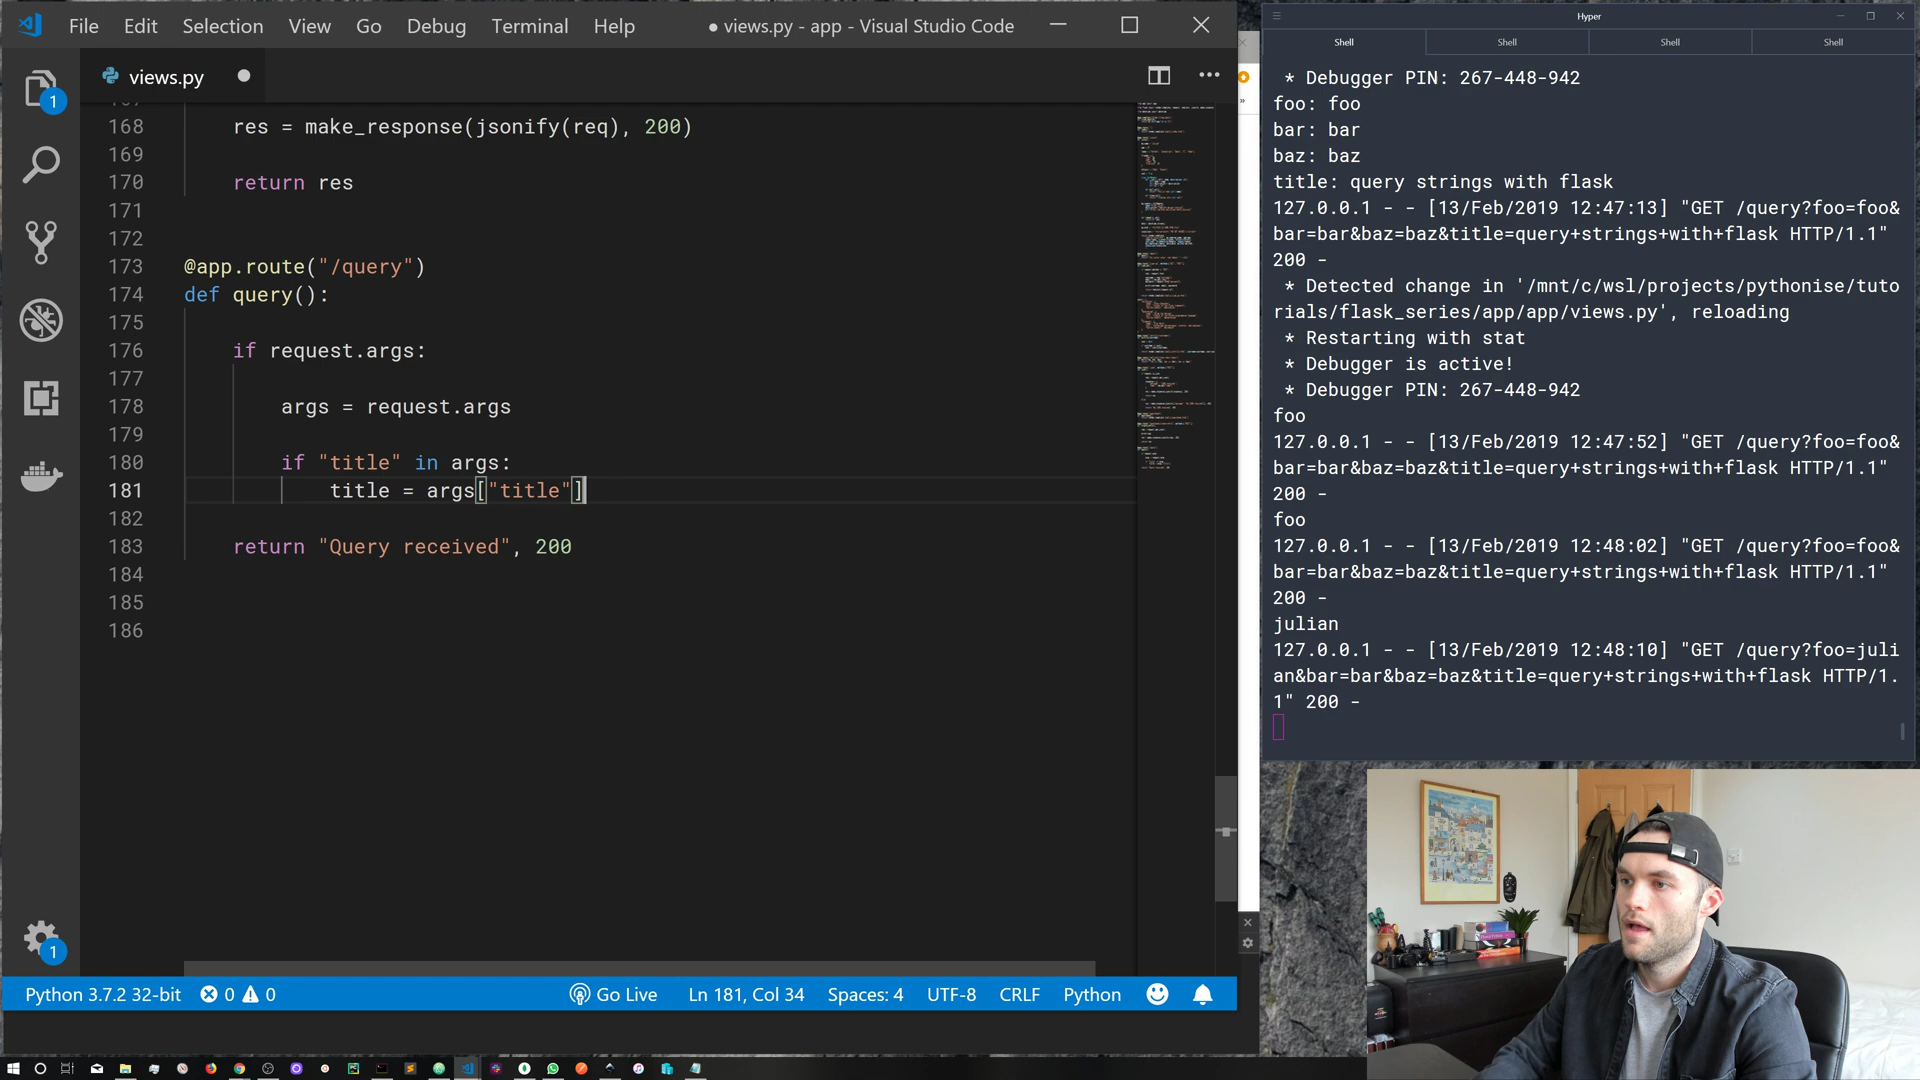 File Edit Selection View Go Debug Terminal Help
● views.py - app - Visual Studio Code
views.py
1
168 res = make_response(jsonify(req), 200)
169
170 return res
171
172
173 @app.route("/query")
174 def query():
175
176 if request.args:
177
178 args = request.args
179
180 if "title" in args:
181 title = args["title"]
182
183 return "Query received", 200
184
185
186
1
Python 3.7.2 32-bit 0 0 Go Live Ln 181, Col 34 Spaces: 4 UTF-8 CRLF Python
Hyper
Shell Shell Shell Shell
* Debugger PIN: 267-448-942
foo: foo
bar: bar
baz: baz
title: query strings with flask
127.0.0.1 - - [13/Feb/2019 12:47:13] "GET /query?foo=foo&
bar=bar&baz=baz&title=query+strings+with+flask HTTP/1.1"
200 -
* Detected change in '/mnt/c/wsl/projects/pythonise/tuto
rials/flask_series/app/app/views.py', reloading
* Restarting with stat
* Debugger is active!
* Debugger PIN: 267-448-942
foo
127.0.0.1 - - [13/Feb/2019 12:47:52] "GET /query?foo=foo&
bar=bar&baz=baz&title=query+strings+with+flask HTTP/1.1"
200 -
foo
127.0.0.1 - - [13/Feb/2019 12:48:02] "GET /query?foo=foo&
bar=bar&baz=baz&title=query+strings+with+flask HTTP/1.1"
200 -
julian
127.0.0.1 - - [13/Feb/2019 12:48:10] "GET /query?foo=juli
an&bar=bar&baz=baz&title=query+strings+with+flask HTTP/1.
1" 200 -